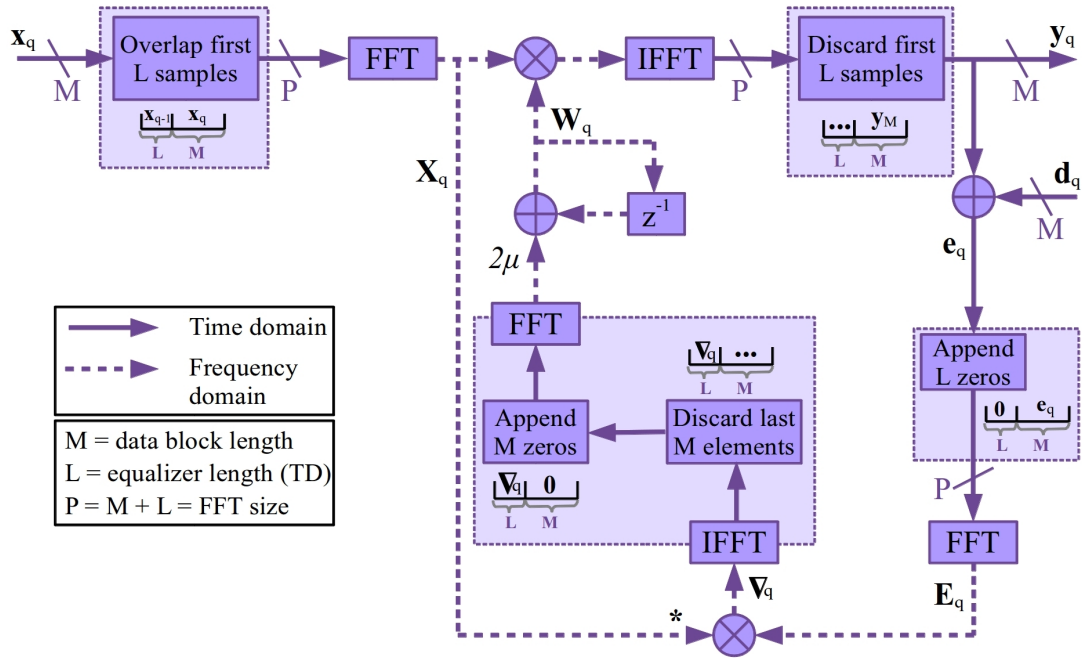 x_q
M
Overlap first
L samples
x_q-1 x_q
L M
P
FFT
IFFT
P
Discard first
L samples
... y_M
L M
y_q
M
W_q
X_q
z^-1
2μ
d_q
M
e_q
Time domain
Frequency
domain
M = data block length
L = equalizer length (TD)
P = M + L = FFT size
FFT
∇_q ...
L M
Append
M zeros
Discard last
M elements
∇_q 0
L M
IFFT
∇_q
*
Append
L zeros
0 e_q
L M
P
FFT
E_q